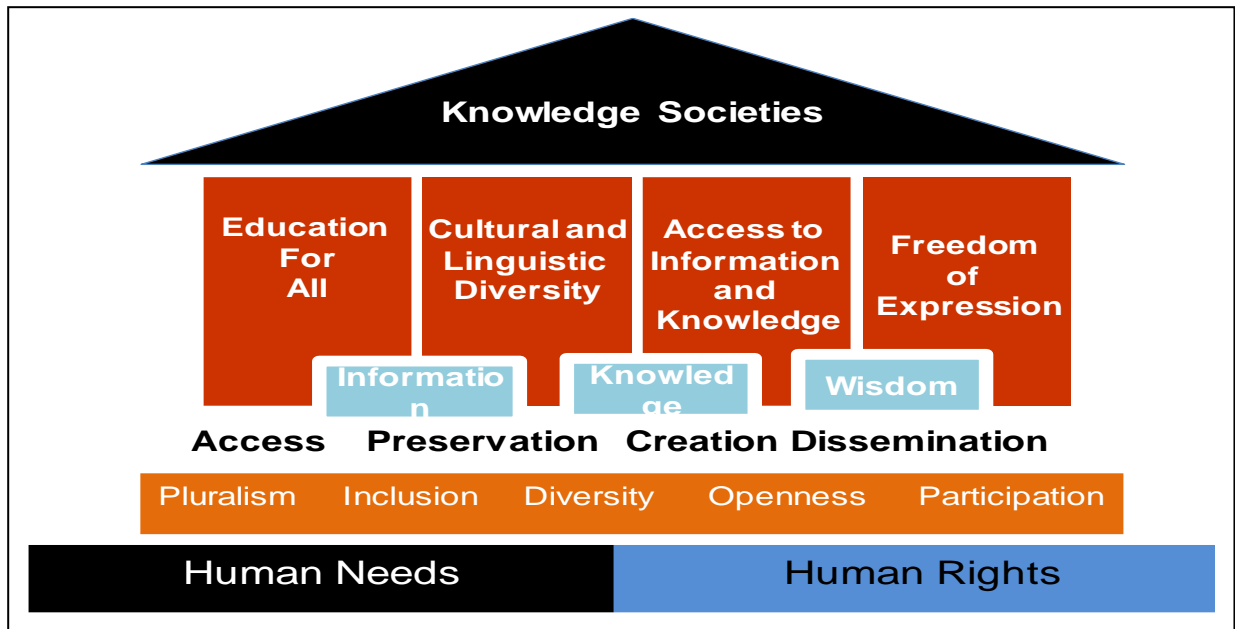 Knowledge Societies
Education
For
All
Cultural and
Linguistic
Diversity
Access to
Information
and
Knowledge
Freedom
of
Expression
Informatio
n
Knowled
ge
Wisdom
Access Preservation Creation Dissemination
Pluralism Inclusion Diversity Openness Participation
Human Needs Human Rights